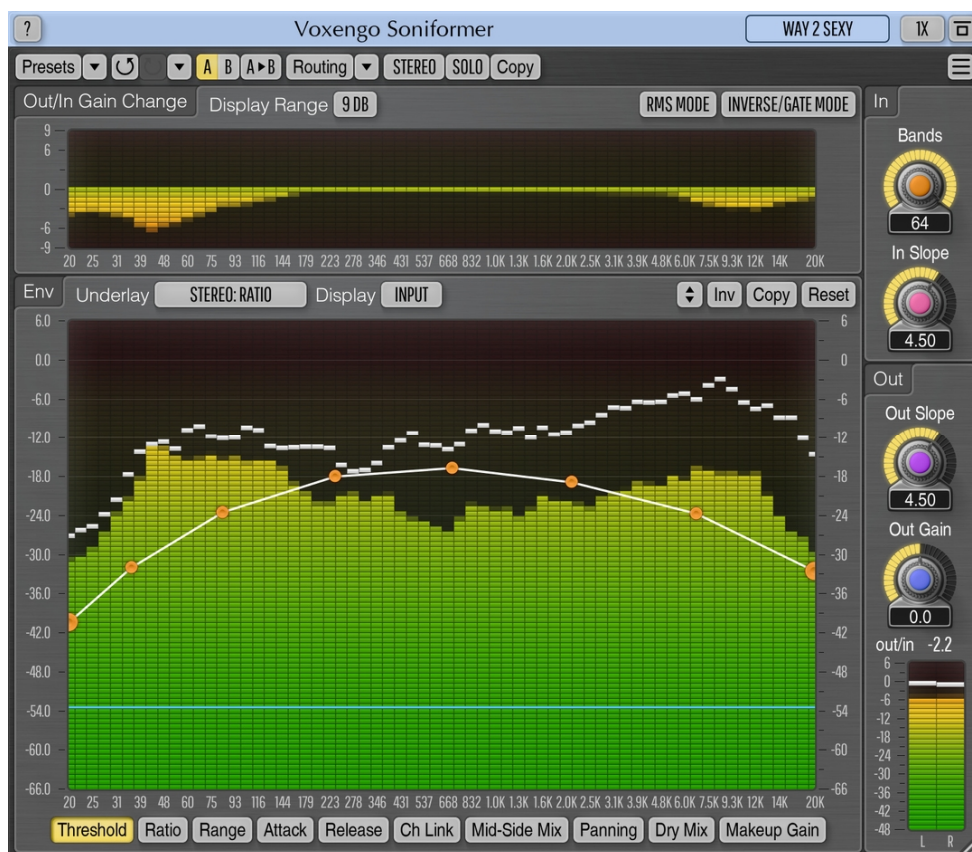 ? Voxengo Soniformer WAY 2 SEXY 1X
Presets A B A▸B Routing STEREO SOLO Copy
Out/In Gain Change Display Range 9 DB RMS MODE INVERSE/GATE MODE
9
6
0
-6
-9
20 25 31 39 48 60 75 93 116 144 179 223 278 346 431 537 668 832 1.0K 1.3K 1.6K 2.0K 2.5K 3.1K 3.9K 4.8K 6.0K 7.5K 9.3K 12K 14K 20K
Env Underlay STEREO: RATIO Display INPUT Inv Copy Reset
6.0 6
0.0 0
-6.0 -6
-12.0 -12
-18.0 -18
-24.0 -24
-30.0 -30
-36.0 -36
-42.0 -42
-48.0 -48
-54.0 -54
-60.0 -60
-66.0 -66
20 25 31 39 48 60 75 93 116 144 179 223 278 346 431 537 668 832 1.0K 1.3K 1.6K 2.0K 2.5K 3.1K 3.9K 4.8K 6.0K 7.5K 9.3K 12K 14K 20K
Threshold Ratio Range Attack Release Ch Link Mid-Side Mix Panning Dry Mix Makeup Gain
In
Bands
64
In Slope
4.50
Out
Out Slope
4.50
Out Gain
0.0
out/in -2.2
6
0
-6
-12
-18
-24
-30
-36
-42
-48
L R